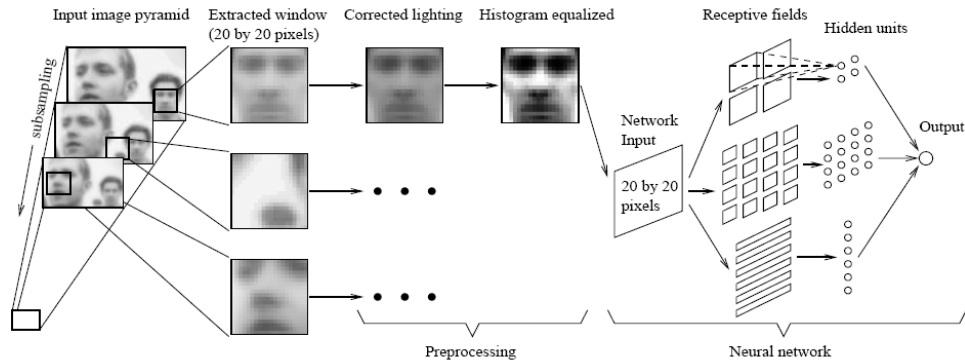 Input image pyramid
Extracted window
(20 by 20 pixels)
Corrected lighting
Histogram equalized
Receptive fields
Hidden units
subsampling
Network
Input
Output
20 by 20
pixels
Preprocessing
Neural network